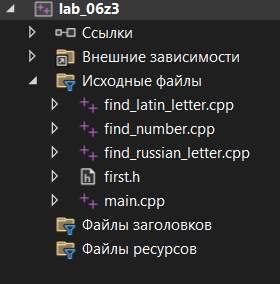 lab_06z3
Ссылки
Внешние зависимости
Исходные файлы
find_latin_letter.cpp
find_number.cpp
find_russian_letter.cpp
first.h
main.cpp
Файлы заголовков
Файлы ресурсов